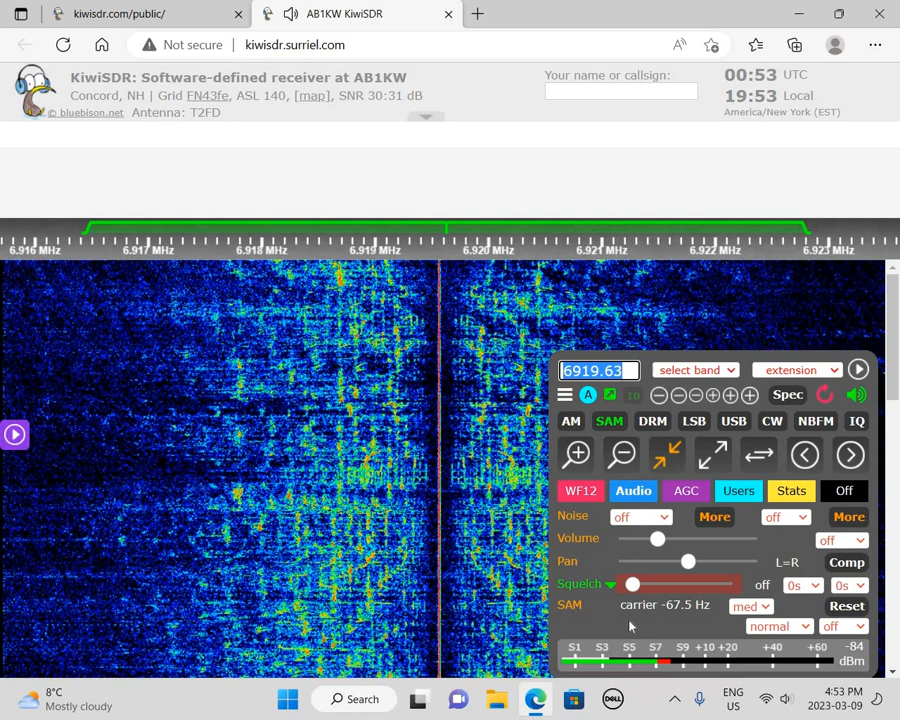 kiwisdr.com/public/
AB1KW KiwiSDR
Not secure | kiwisdr.surriel.com
KiwiSDR: Software-defined receiver at AB1KW
Concord, NH | Grid FN43fe, ASL 140, [map], SNR 30:31 dB
© bluebison.net Antenna: T2FD
Your name or callsign:
00:53 UTC
19:53 Local
America/New York (EST)
6.916 MHz 6.917 MHz 6.918 MHz 6.919 MHz 6.920 MHz 6.921 MHz 6.922 MHz 6.923 MHz
6919.63 select band extension
A 10 Spec
AM SAM DRM LSB USB CW NBFM IQ
WF12 Audio AGC Users Stats Off
Noise off More off More
Volume off
Pan L=R Comp
Squelch off 0s 0s
SAM carrier -67.5 Hz med Reset
normal off
S1 S3 S5 S7 S9 +10 +20 +40 +60 -84
dBm
8°C
Mostly cloudy
Search
DELL
ENG
US
4:53 PM
2023-03-09